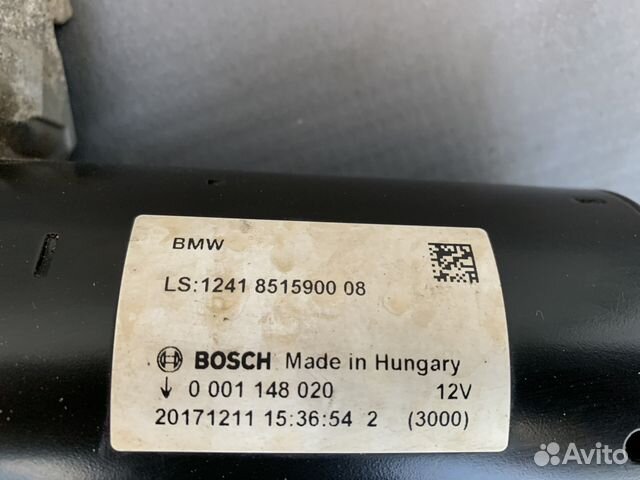 BMW
LS:1241 8515900 08
BOSCH Made in Hungary
↓ 0 001 148 020 12V
20171211 15:36:54 2 (3000)
Avito